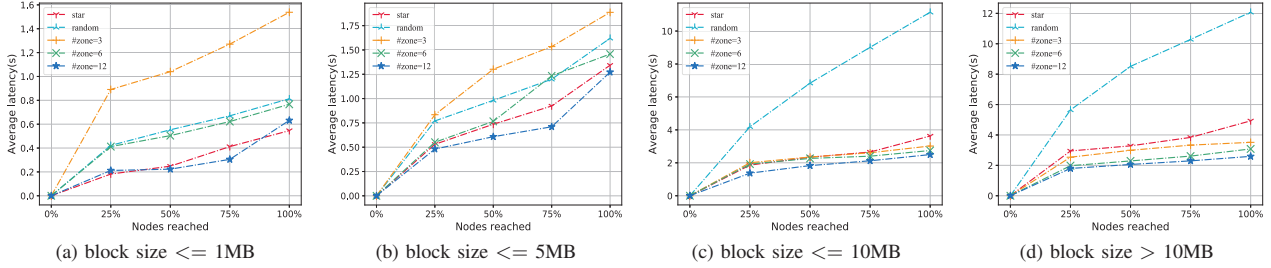 Average latency(s)
1.6
1.4
1.2
1.0
0.8
0.6
0.4
0.2
0.0
star
random
#zone=3
#zone=6
#zone=12
0% 25% 50% 75% 100%
Nodes reached
(a) block size <= 1MB
Average latency(s)
1.75
1.50
1.25
1.00
0.75
0.50
0.25
0.00
star
random
#zone=3
#zone=6
#zone=12
0% 25% 50% 75% 100%
Nodes reached
(b) block size <= 5MB
Average latency(s)
10
8
6
4
2
0
star
random
#zone=3
#zone=6
#zone=12
0% 25% 50% 75% 100%
Nodes reached
(c) block size <= 10MB
Average latency(s)
12
10
8
6
4
2
0
star
random
#zone=3
#zone=6
#zone=12
0% 25% 50% 75% 100%
Nodes reached
(d) block size > 10MB